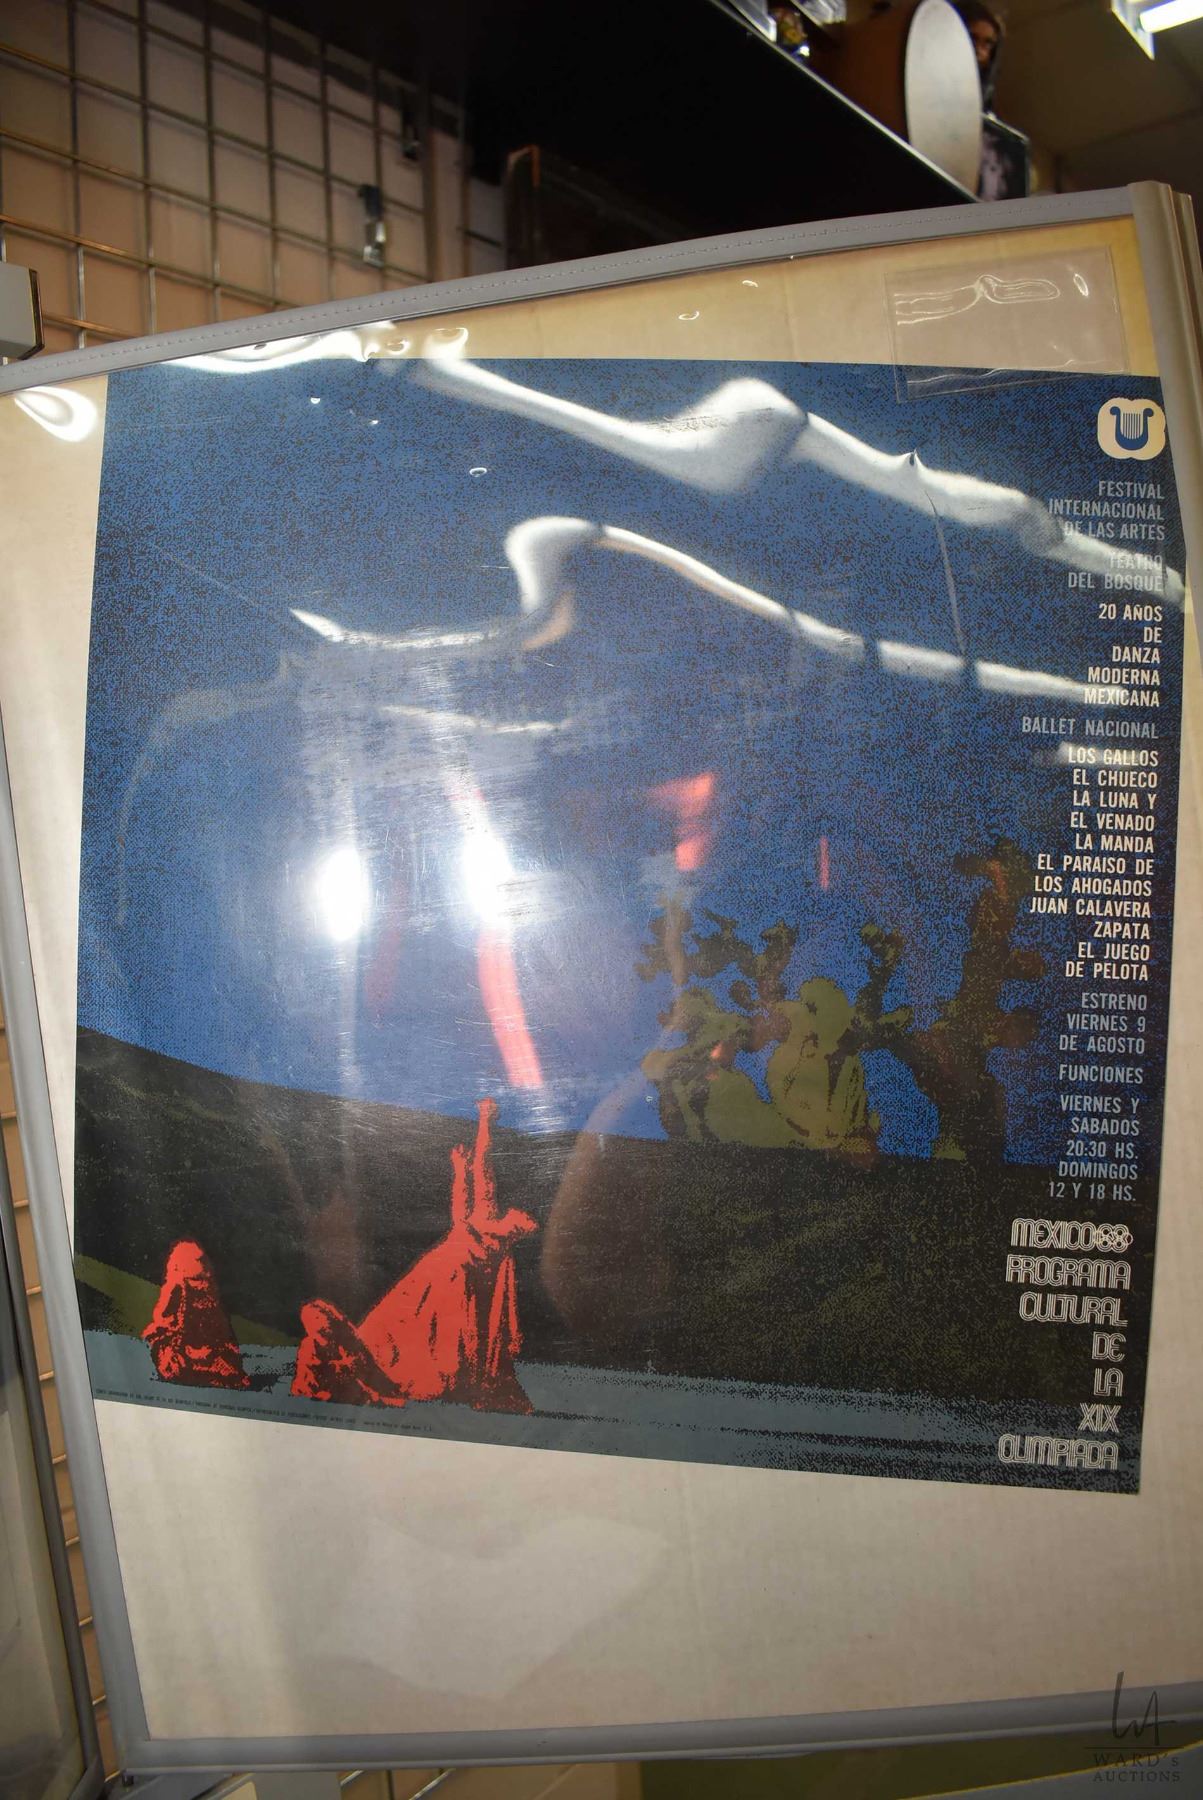 FESTIVAL
INTERNACIONAL
DE LAS ARTES
TEATRO
DEL BOSQUE
20 AÑOS
DE
DANZA
MODERNA
MEXICANA
BALLET NACIONAL
LOS GALLOS
EL CHUECO
LA LUNA Y
EL VENADO
LA MANDA
EL PARAISO DE
LOS AHOGADOS
JUAN CALAVERA
ZAPATA
EL JUEGO
DE PELOTA
ESTRENO
VIERNES 9
DE AGOSTO
FUNCIONES
VIERNES Y
SABADOS
20:30 HS.
DOMINGOS
12 Y 18 HS.
MEXICO68
PROGRAMA
CULTURAL
DE
LA
XIX
OLIMPIADA
WA
WARD's
AUCTIONS